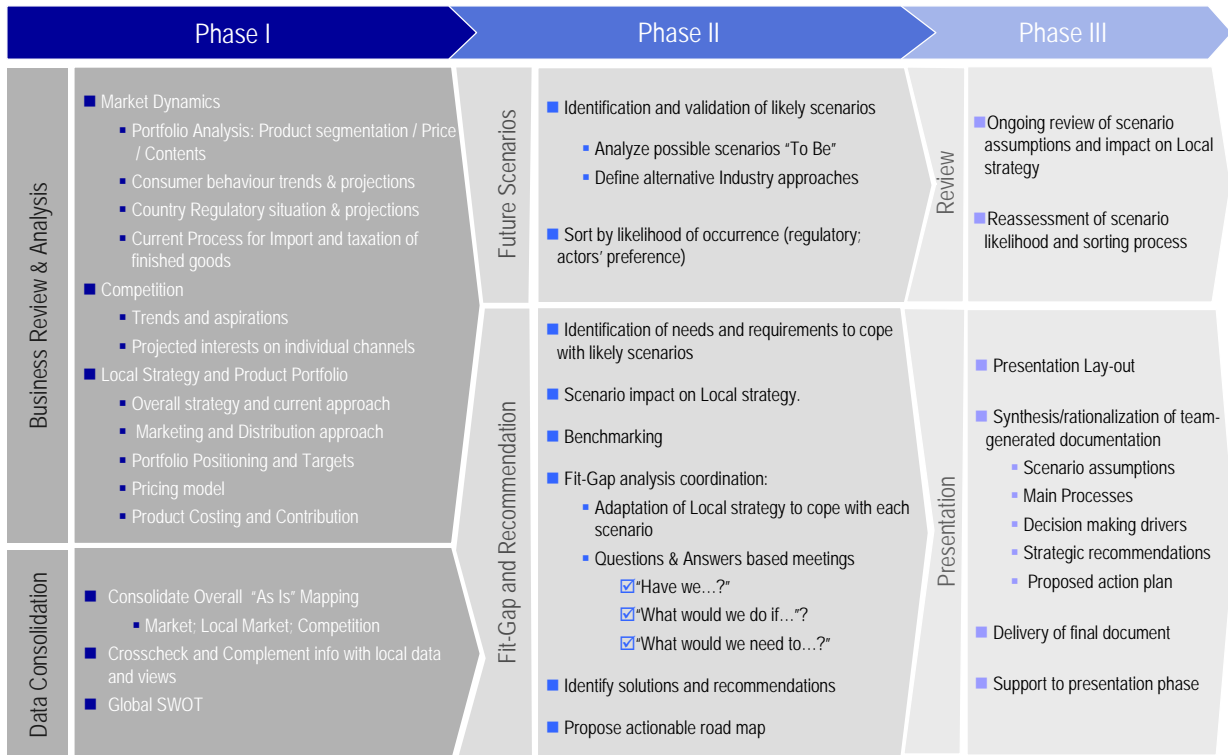 Phase I
Phase II
Phase III
Business Review & Analysis
Market Dynamics
Portfolio Analysis: Product segmentation / Price
/ Contents
Consumer behaviour trends & projections
Country Regulatory situation & projections
Current Process for Import and taxation of
finished goods
Competition
Trends and aspirations
Projected interests on individual channels
Local Strategy and Product Portfolio
Overall strategy and current approach
Marketing and Distribution approach
Portfolio Positioning and Targets
Pricing model
Product Costing and Contribution
Data Consolidation
Consolidate Overall "As Is" Mapping
Market; Local Market; Competition
Crosscheck and Complement info with local data
and views
Global SWOT
Future Scenarios
Identification and validation of likely scenarios
Analyze possible scenarios "To Be"
Define alternative Industry approaches
Sort by likelihood of occurrence (regulatory;
actors' preference)
Fit-Gap and Recommendation
Identification of needs and requirements to cope
with likely scenarios
Scenario impact on Local strategy.
Benchmarking
Fit-Gap analysis coordination:
Adaptation of Local strategy to cope with each
scenario
Questions & Answers based meetings
"Have we…?"
"What would we do if…"?
"What would we need to…?"
Identify solutions and recommendations
Propose actionable road map
Review
Ongoing review of scenario
assumptions and impact on Local
strategy
Reassessment of scenario
likelihood and sorting process
Presentation
Presentation Lay-out
Synthesis/rationalization of team-
generated documentation
Scenario assumptions
Main Processes
Decision making drivers
Strategic recommendations
Proposed action plan
Delivery of final document
Support to presentation phase